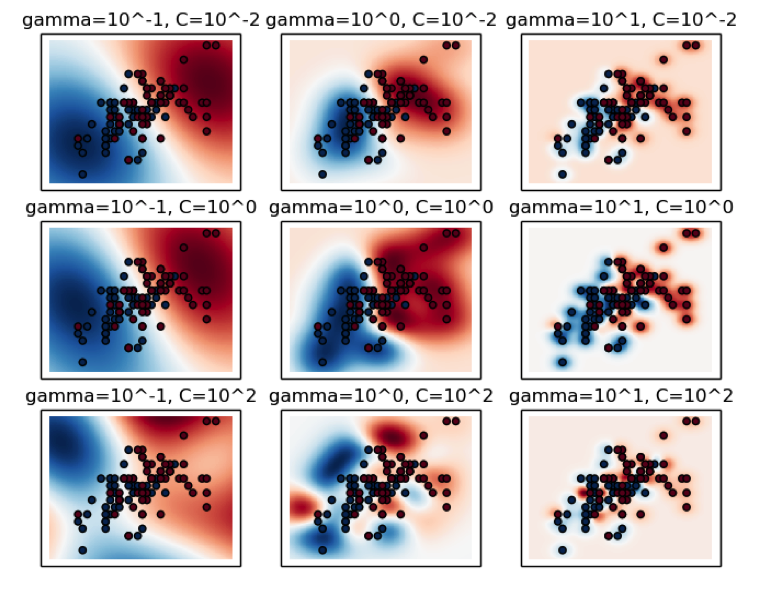 gamma=10^-1, C=10^-2
gamma=10^0, C=10^-2
gamma=10^1, C=10^-2
gamma=10^-1, C=10^0
gamma=10^0, C=10^0
gamma=10^1, C=10^0
gamma=10^-1, C=10^2
gamma=10^0, C=10^2
gamma=10^1, C=10^2